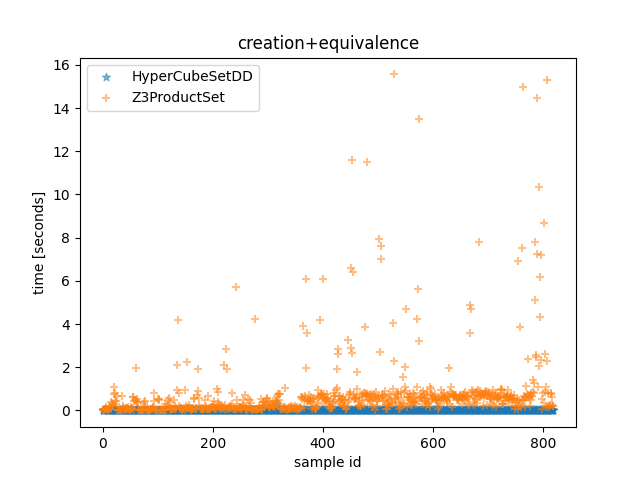 creation+equivalence
HyperCubeSetDD
Z3ProductSet
time [seconds]
16
14
12
10
8
6
4
2
0
0 200 400 600 800
sample id